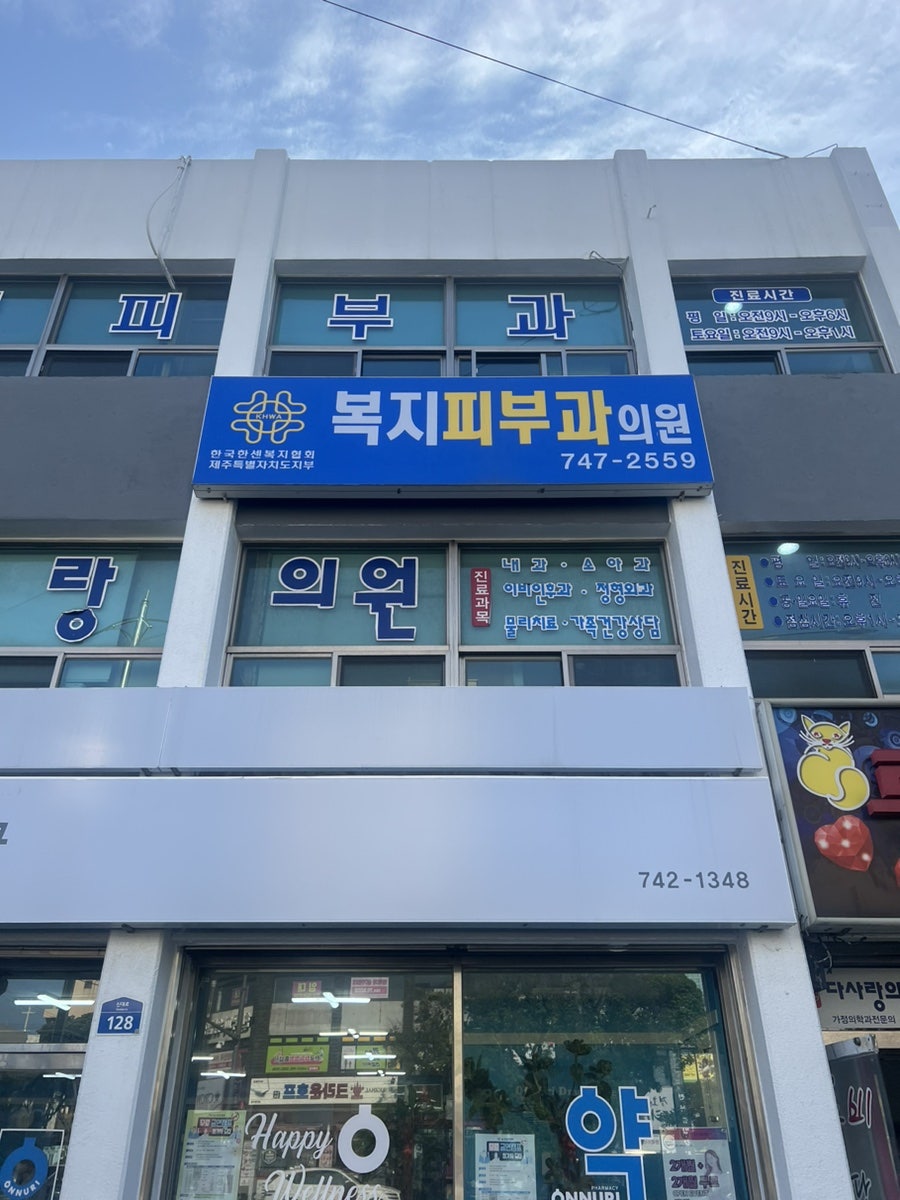 피부과
진료시간
평 일 : 오전9시 - 오후6시
토요일 : 오전9시 - 오후1시
KHWA
한국한센복지협회
제주특별자치도지부
복지피부과의원
747-2559
랑의원
진료과목
내 과 · 소 아 과
이비인후과 · 정형외과
물리치료 · 가족건강상담
진료시간
742-1348
128
다사랑의
가정의학과전문의
Happy
Wellness
약
PHARMACY
ONNURI
ONNURI